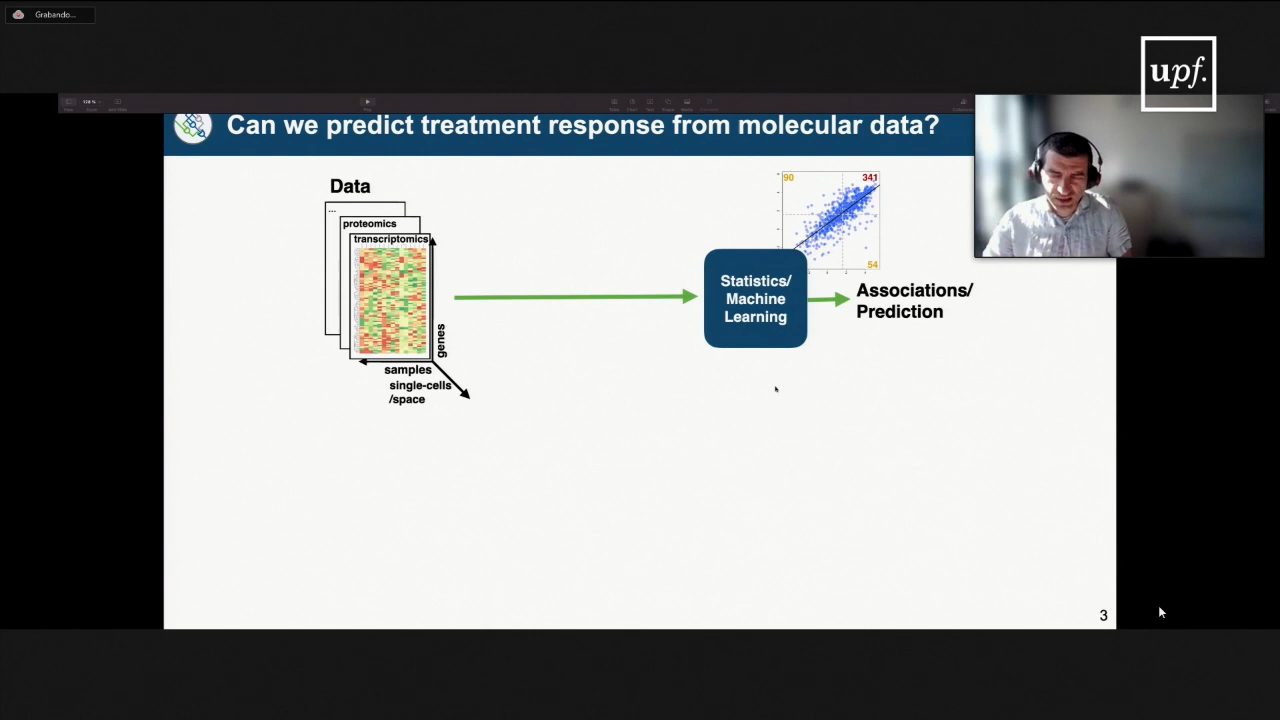 Grabando...
upf.
128 %
Can we predict treatment response from molecular data?
Data
...
proteomics
transcriptomics
genes
samples
single-cells
/space
90
341
54
Statistics/
Machine
Learning
Associations/
Prediction
3